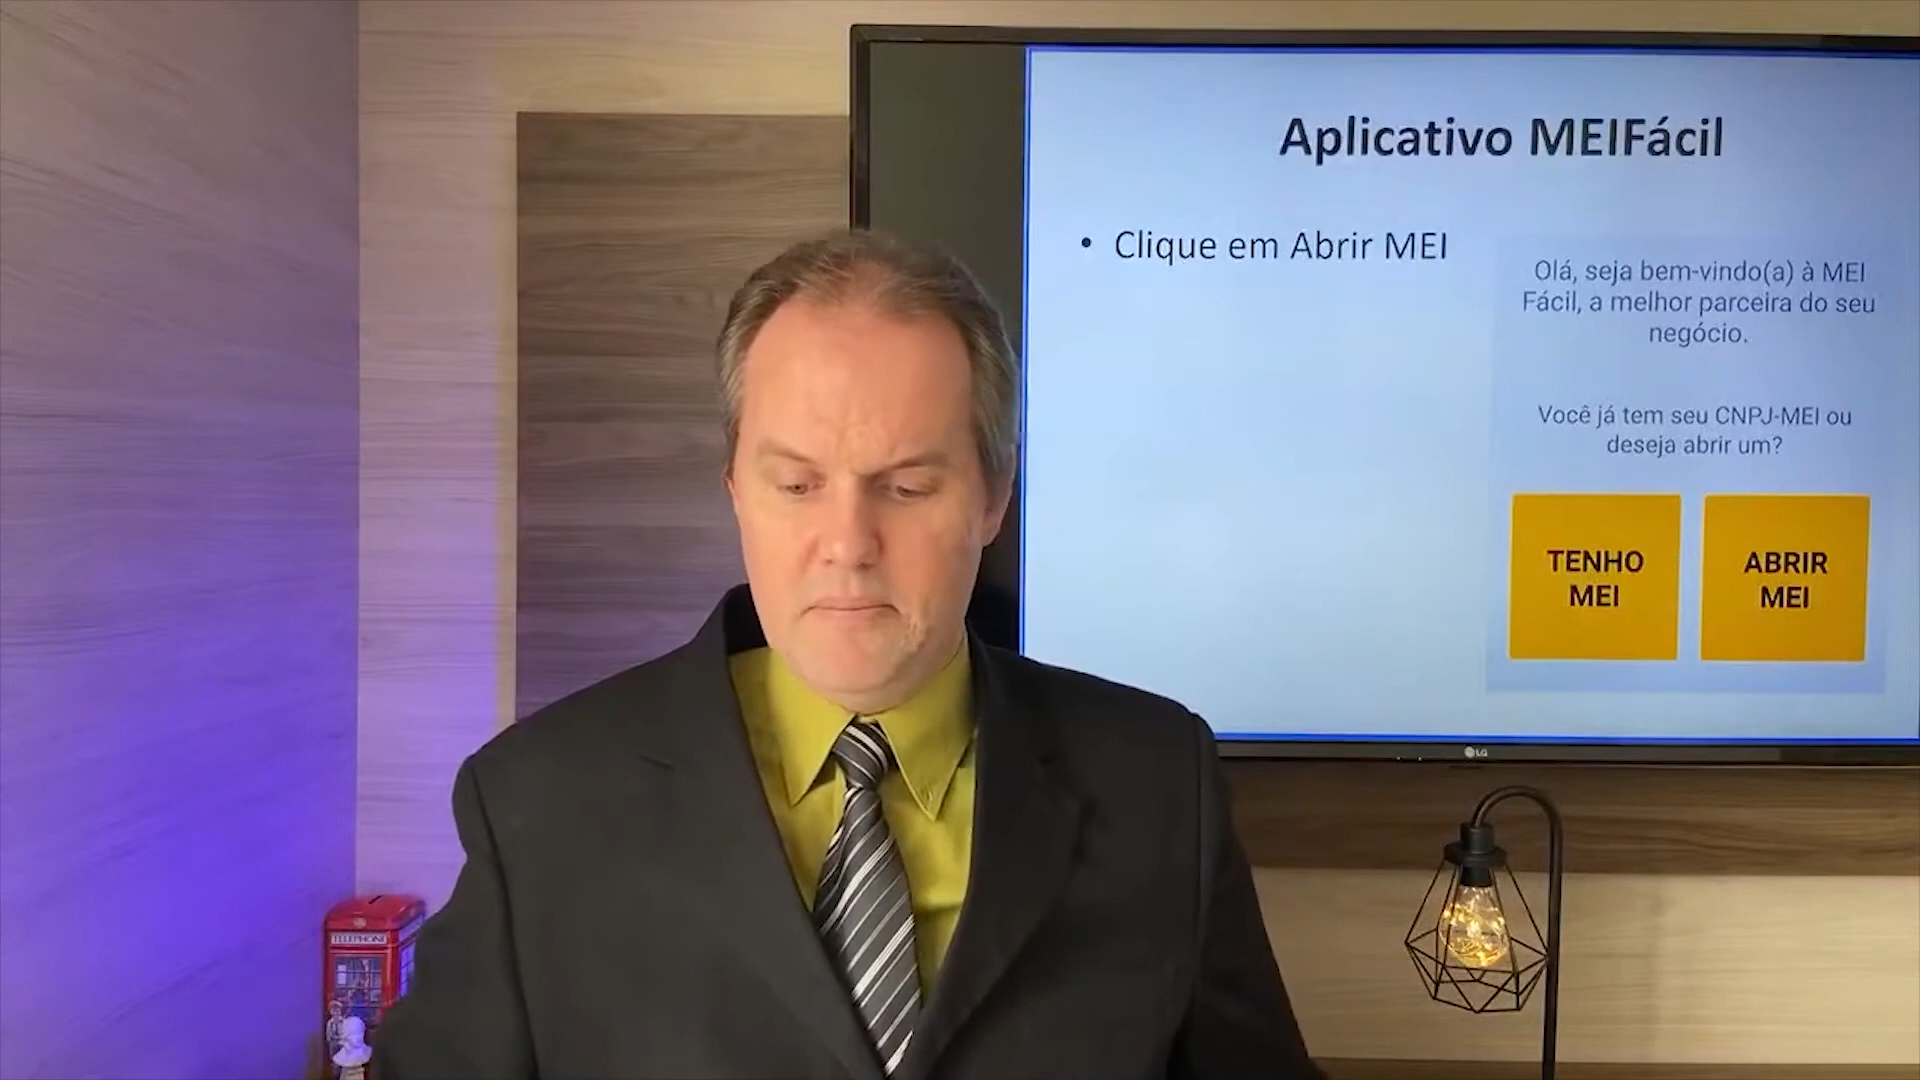 Aplicativo MEIFácil
• Clique em Abrir MEI
Olá, seja bem-vindo(a) à MEI
Fácil, a melhor parceira do seu
negócio.
Você já tem seu CNPJ-MEI ou
deseja abrir um?
TENHO
MEI
ABRIR
MEI
LG
TELEPHONE